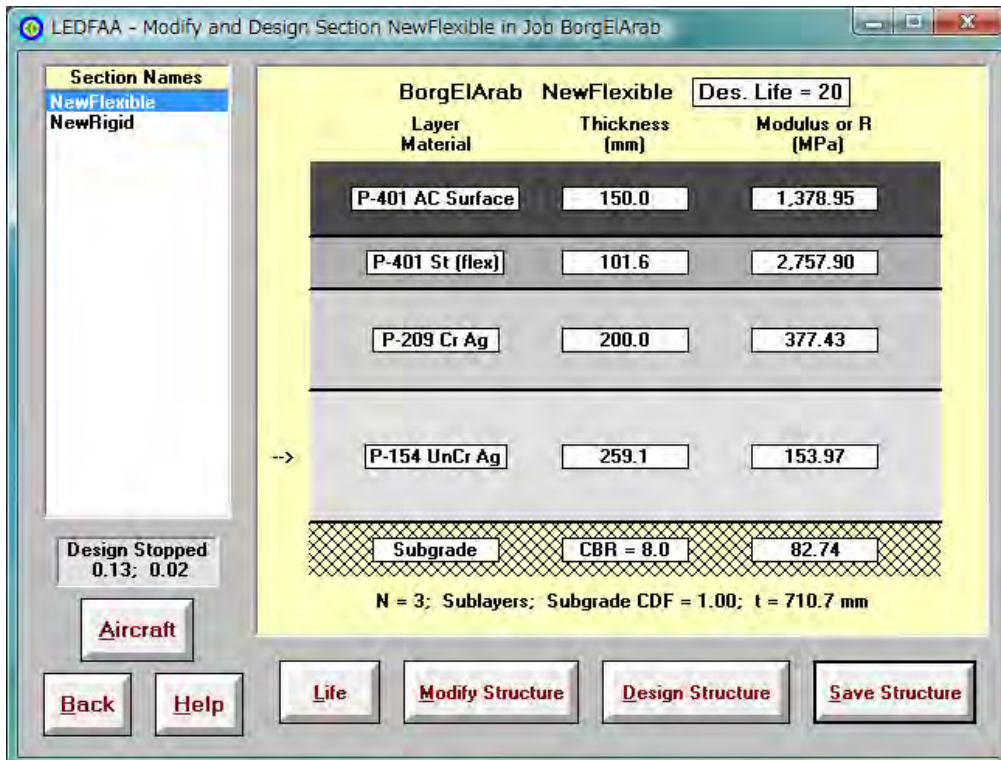 LEDFAA - Modify and Design Section NewFlexible in Job BorgElArab
Section Names
NewFlexible
NewRigid
BorgElArab NewFlexible Des. Life = 20
Layer Material Thickness (mm) Modulus or R (MPa)
P-401 AC Surface 150.0 1,378.95
P-401 St (flex) 101.6 2,757.90
P-209 Cr Ag 200.0 377.43
--> P-154 UnCr Ag 259.1 153.97
Subgrade CBR = 8.0 82.74
N = 3; Sublayers; Subgrade CDF = 1.00; t = 710.7 mm
Design Stopped
0.13; 0.02
Aircraft
Back Help Life Modify Structure Design Structure Save Structure